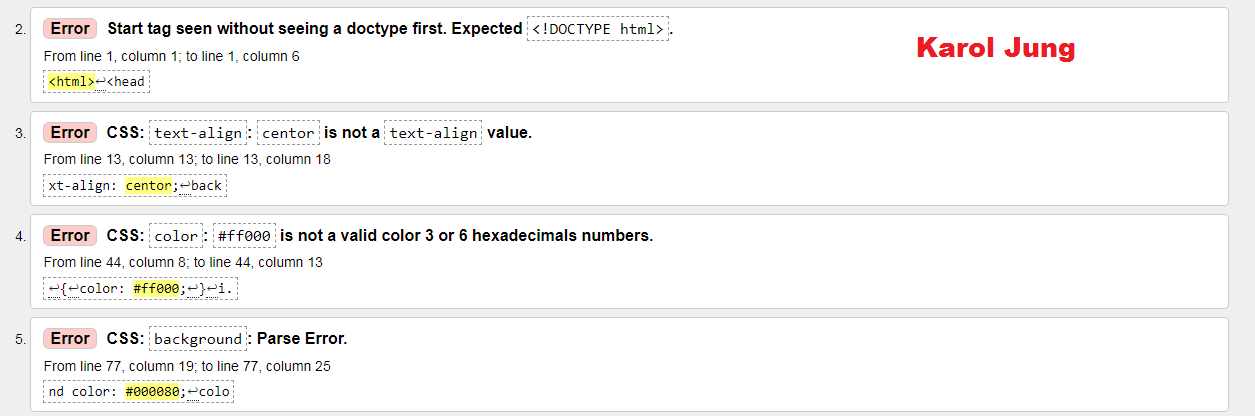 2. Error Start tag seen without seeing a doctype first. Expected <!DOCTYPE html>.
Karol Jung
From line 1, column 1; to line 1, column 6
<html>↩<head
3. Error CSS: text-align: centor is not a text-align value.
From line 13, column 13; to line 13, column 18
xt-align: centor;↩back
4. Error CSS: color: #ff000 is not a valid color 3 or 6 hexadecimals numbers.
From line 44, column 8; to line 44, column 13
↩{↩color: #ff000;↩}↩i.
5. Error CSS: background: Parse Error.
From line 77, column 19; to line 77, column 25
nd color: #000080;↩colo